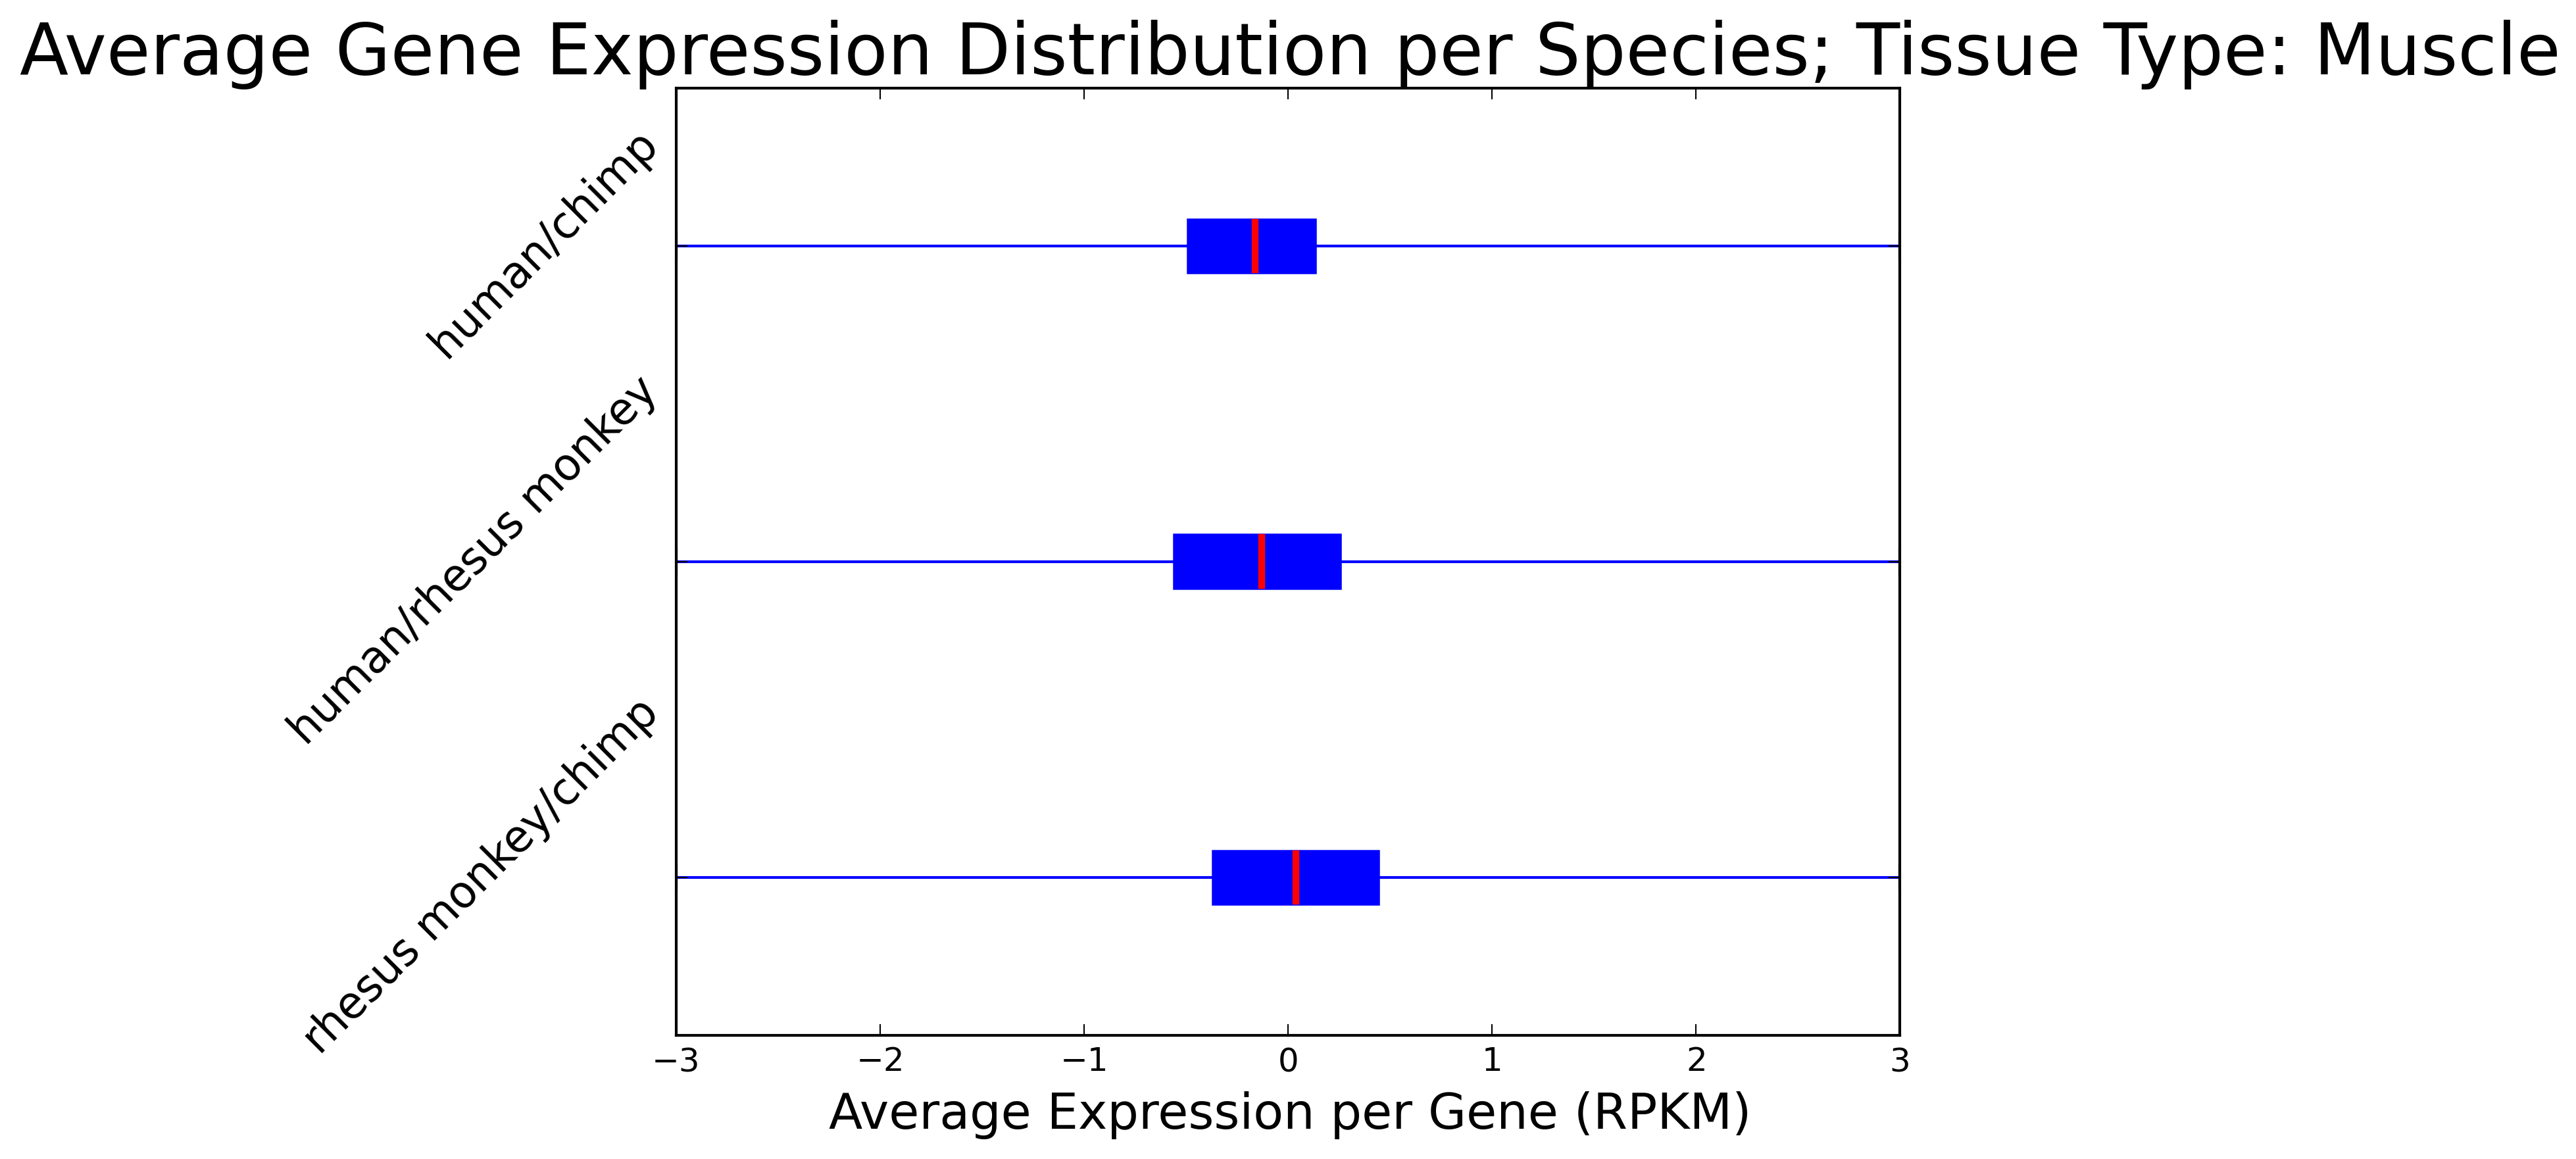 Average Gene Expression Distribution per Species; Tissue Type: Muscle
human/chimp
human/rhesus monkey
rhesus monkey/chimp
−3 −2 −1 0 1 2 3
Average Expression per Gene (RPKM)